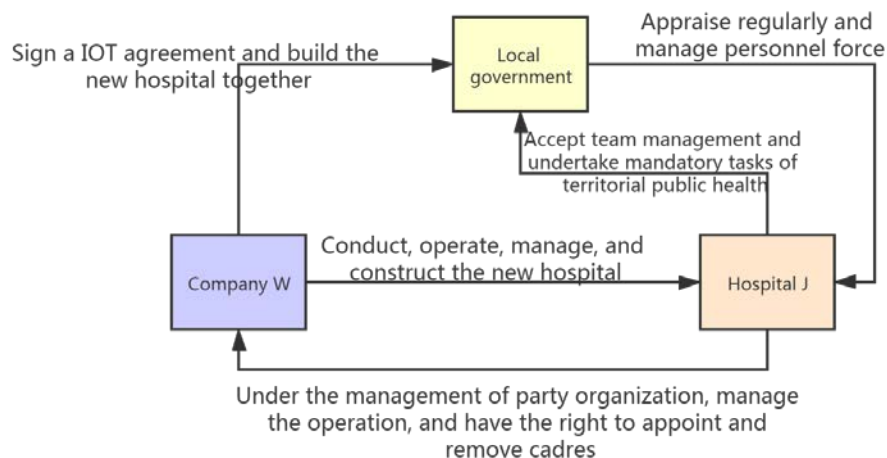 Sign a IOT agreement and build the
new hospital together
Local
government
Appraise regularly and
manage personnel force
Accept team management and
undertake mandatory tasks of
territorial public health
Company W
Conduct, operate, manage, and
construct the new hospital
Hospital J
Under the management of party organization, manage
the operation, and have the right to appoint and
remove cadres